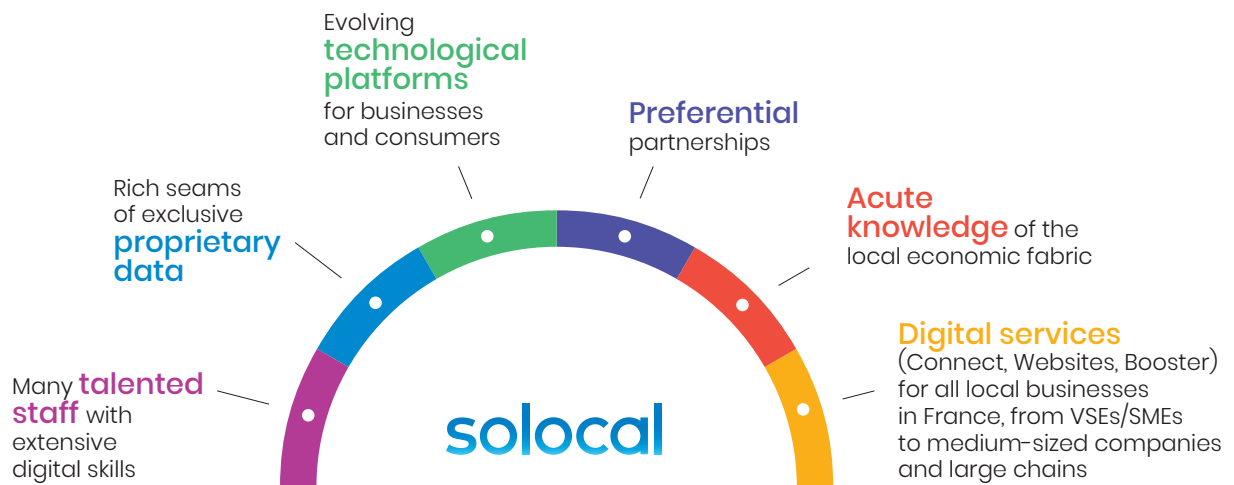 Evolving
technological
platforms
for businesses
and consumers
Preferential
partnerships
Rich seams
of exclusive
proprietary
data
Acute
knowledge of the
local economic fabric
Many talented
staff with
extensive
digital skills
Digital services
(Connect, Websites, Booster)
for all local businesses
in France, from VSEs/SMEs
to medium-sized companies
and large chains
solocal